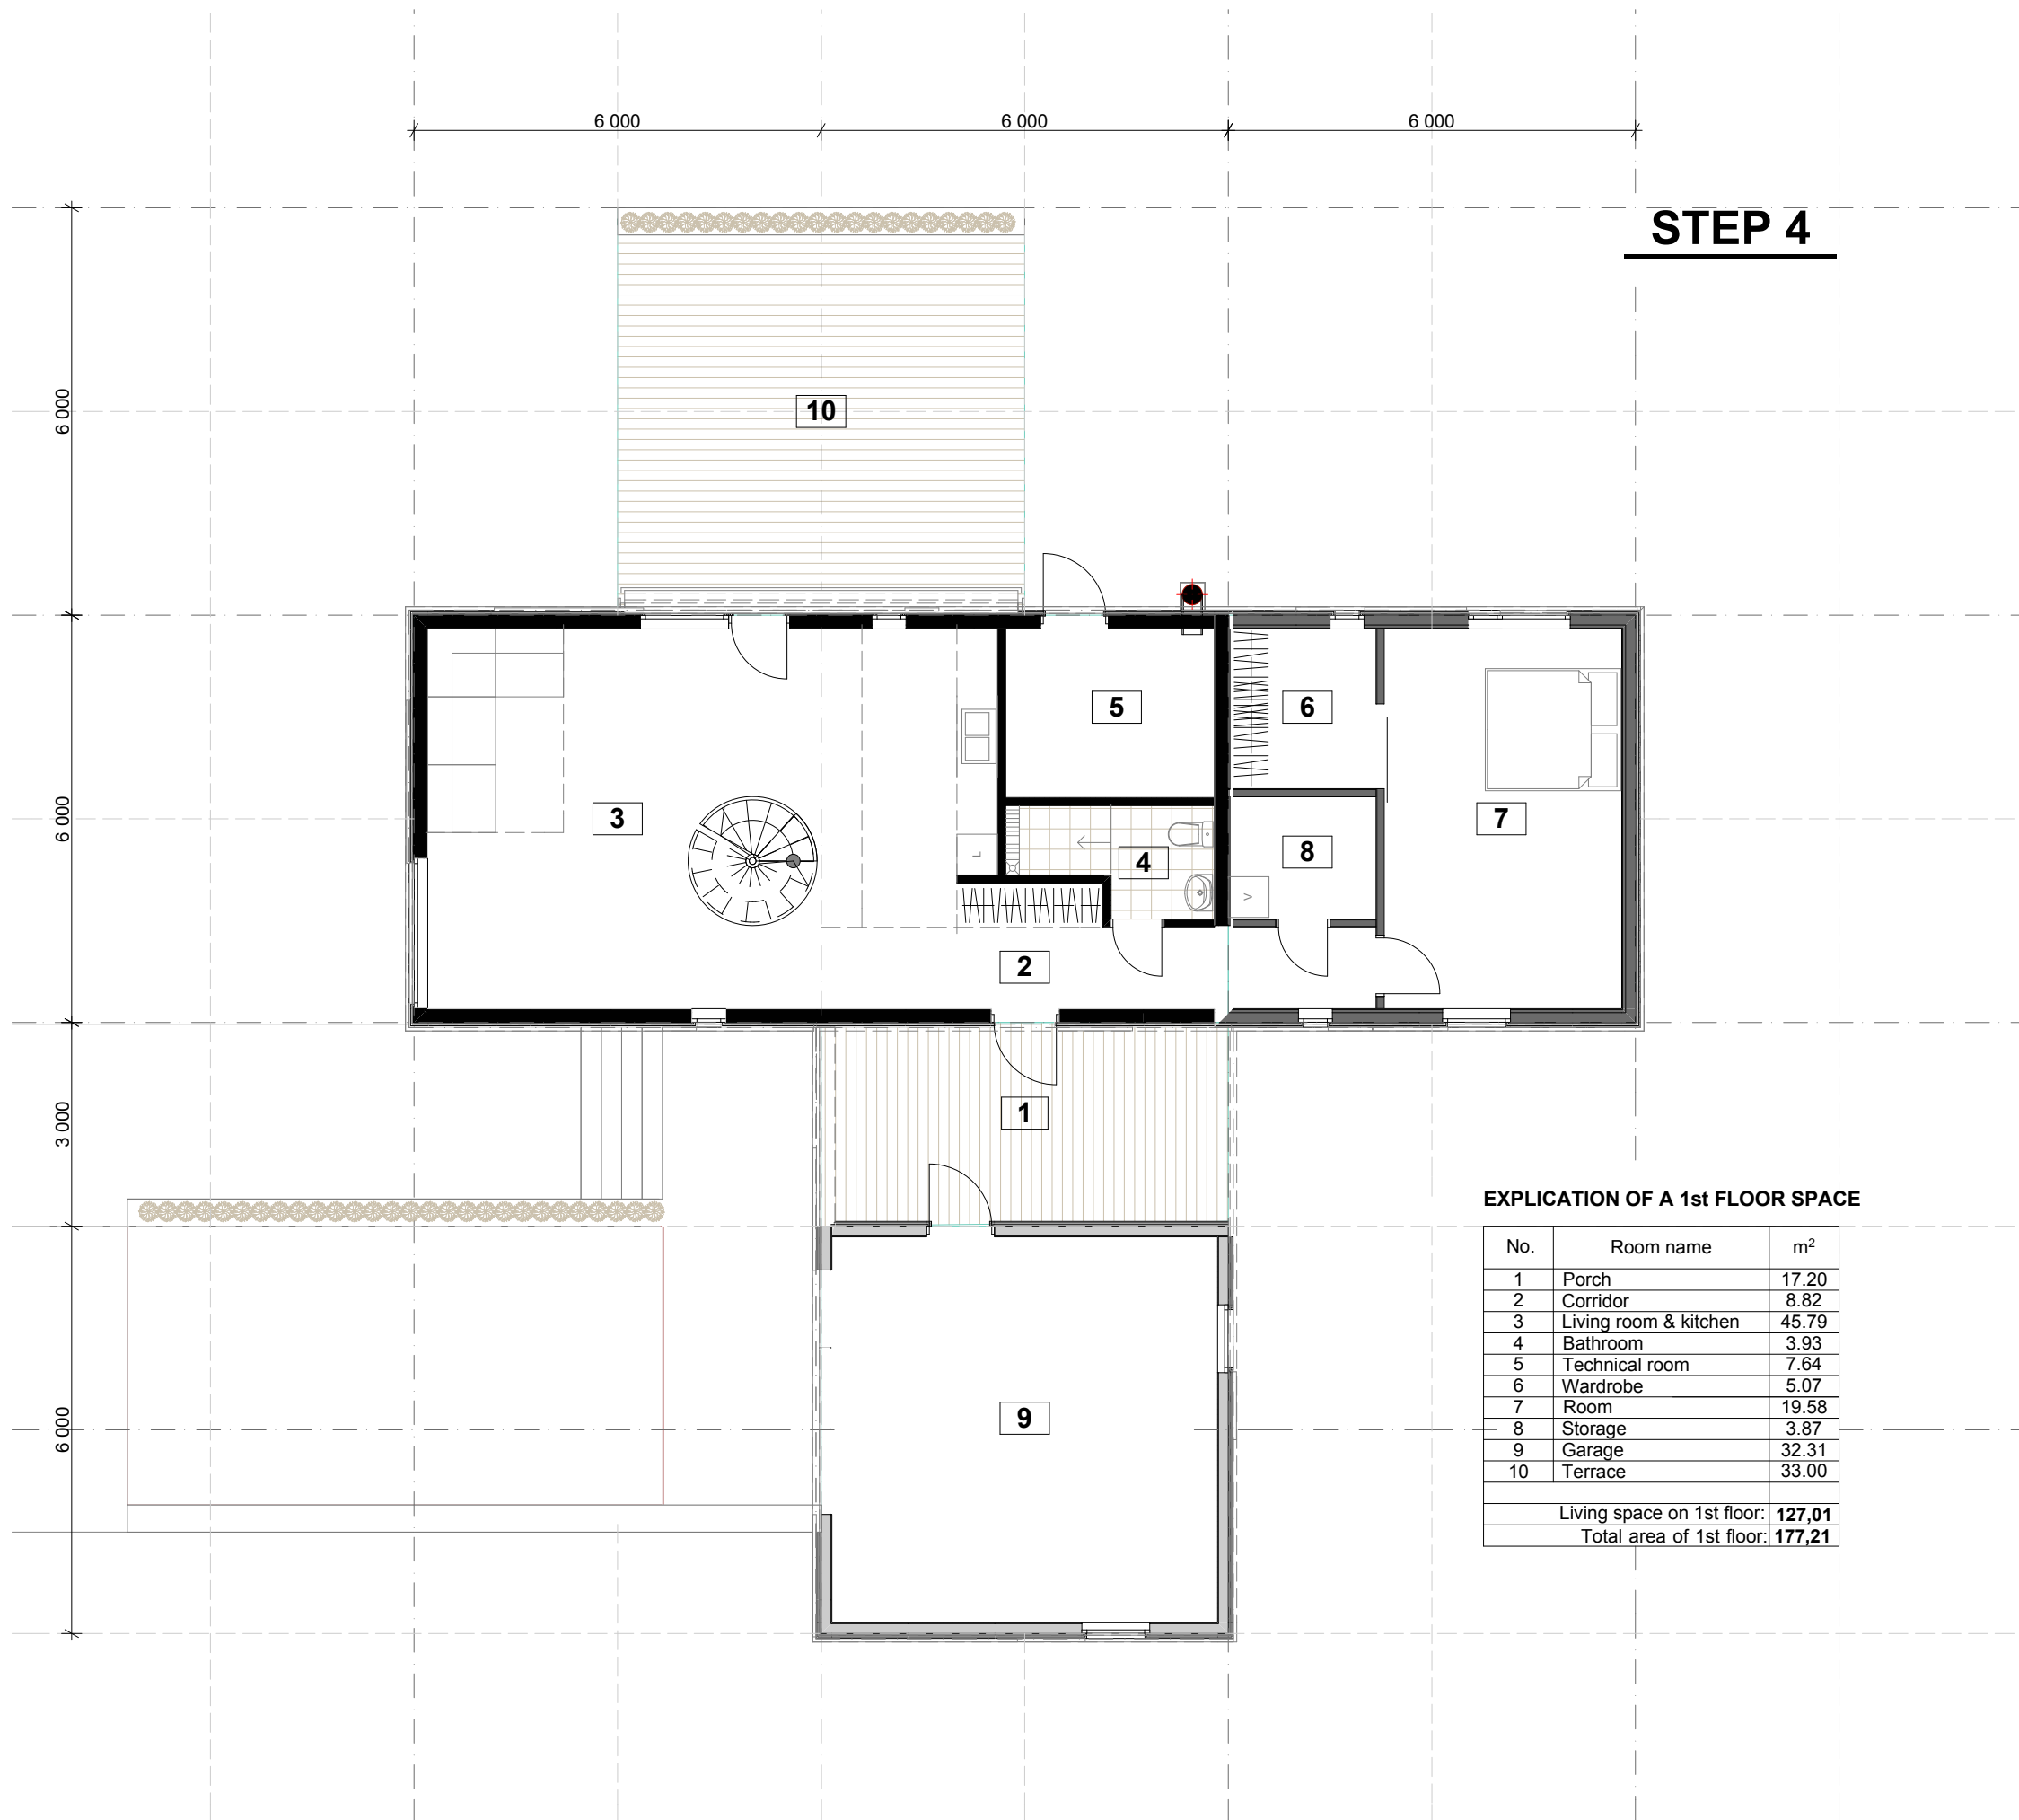 6 000
6 000
6 000
STEP 4
6 000
10
5
6
6 000
3
7
4
8
L
V
2
3 000
1
EXPLICATION OF A 1st FLOOR SPACE
No. Room name m²
1 Porch 17.20
2 Corridor 8.82
3 Living room & kitchen 45.79
4 Bathroom 3.93
5 Technical room 7.64
6 Wardrobe 5.07
7 Room 19.58
8 Storage 3.87
9 Garage 32.31
10 Terrace 33.00
Living space on 1st floor: 127,01
Total area of 1st floor: 177,21
6 000
9